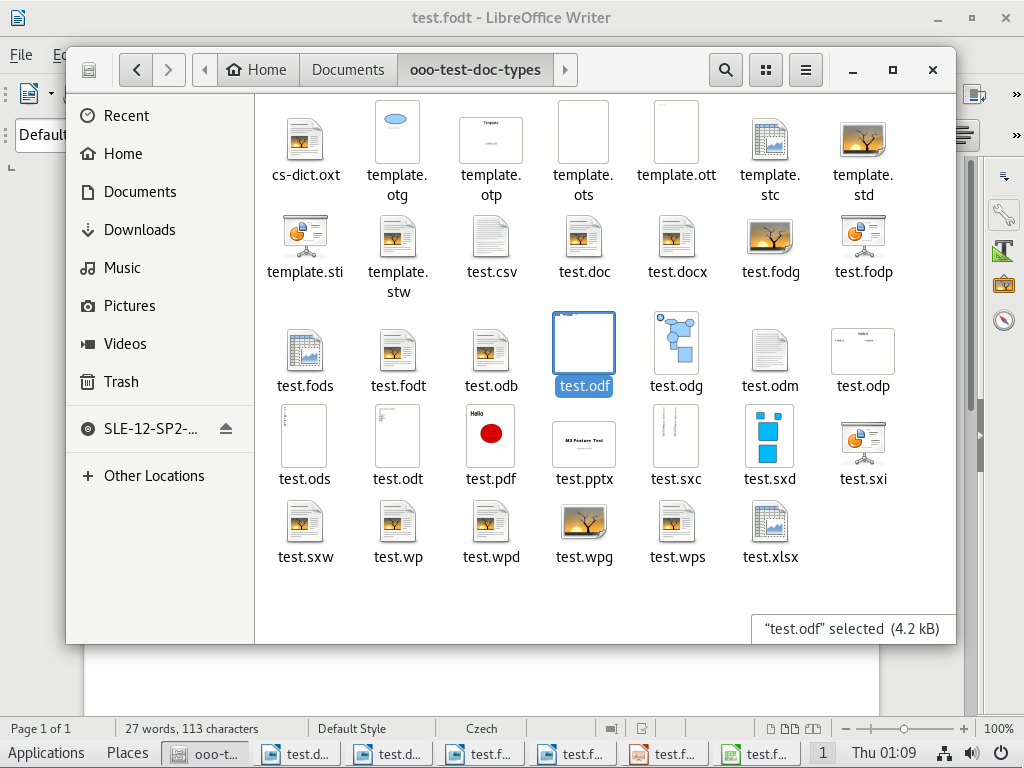 test.fodt - LibreOffice Writer
File
Home
Documents
ooo-test-doc-types
Default
Recent
Home
Documents
Downloads
Music
Pictures
Videos
Trash
SLE-12-SP2-...
Other Locations
cs-dict.oxt
template.
otg
Template
template.
otp
template.
ots
template.ott
template.
stc
template.
std
template.sti
template.
stw
test.csv
test.doc
test.docx
test.fodg
test.fodp
test.fods
test.fodt
test.odb
test.odf
test.odg
test.odm
test.odp
test.ods
test.odt
Hello
test.pdf
M3 Feature Test
test.pptx
test.sxc
test.sxd
test.sxi
test.sxw
test.wp
test.wpd
test.wpg
test.wps
test.xlsx
“test.odf” selected (4.2 kB)
Page 1 of 1
27 words, 113 characters
Default Style
Czech
100%
Applications
Places
ooo-t...
test.d...
test.d...
test.f...
test.f...
test.f...
test.f...
1
Thu 01:09